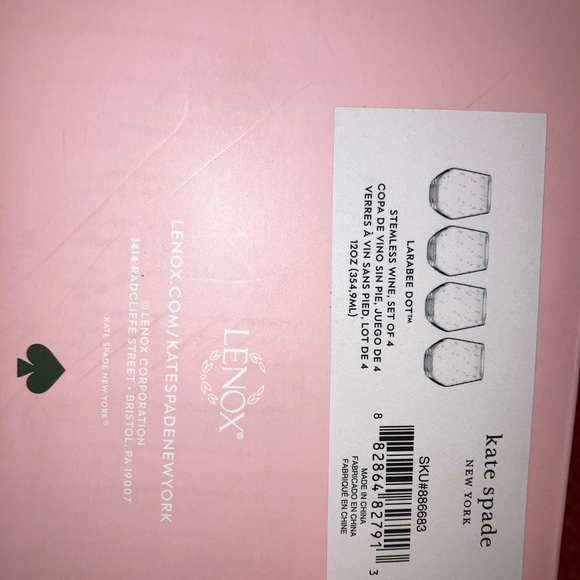 kate spade
NEW YORK
LARABEE DOT™
STEMLESS WINE, SET OF 4
COPA DE VINO SIN PIE, JUEGO DE 4
VERRES À VIN SANS PIED, LOT DE 4
12OZ (354,9ML)
SKU#886683
8 82864 82791 3
MADE IN CHINA
FABRICADO EN CHINA
FABRIQUÉ EN CHINE
LENOX®
LENOX.COM/KATESPADENEWYORK
© LENOX CORPORATION
1414 RADCLIFFE STREET • BRISTOL, PA 19007
KATE SPADE NEW YORK®